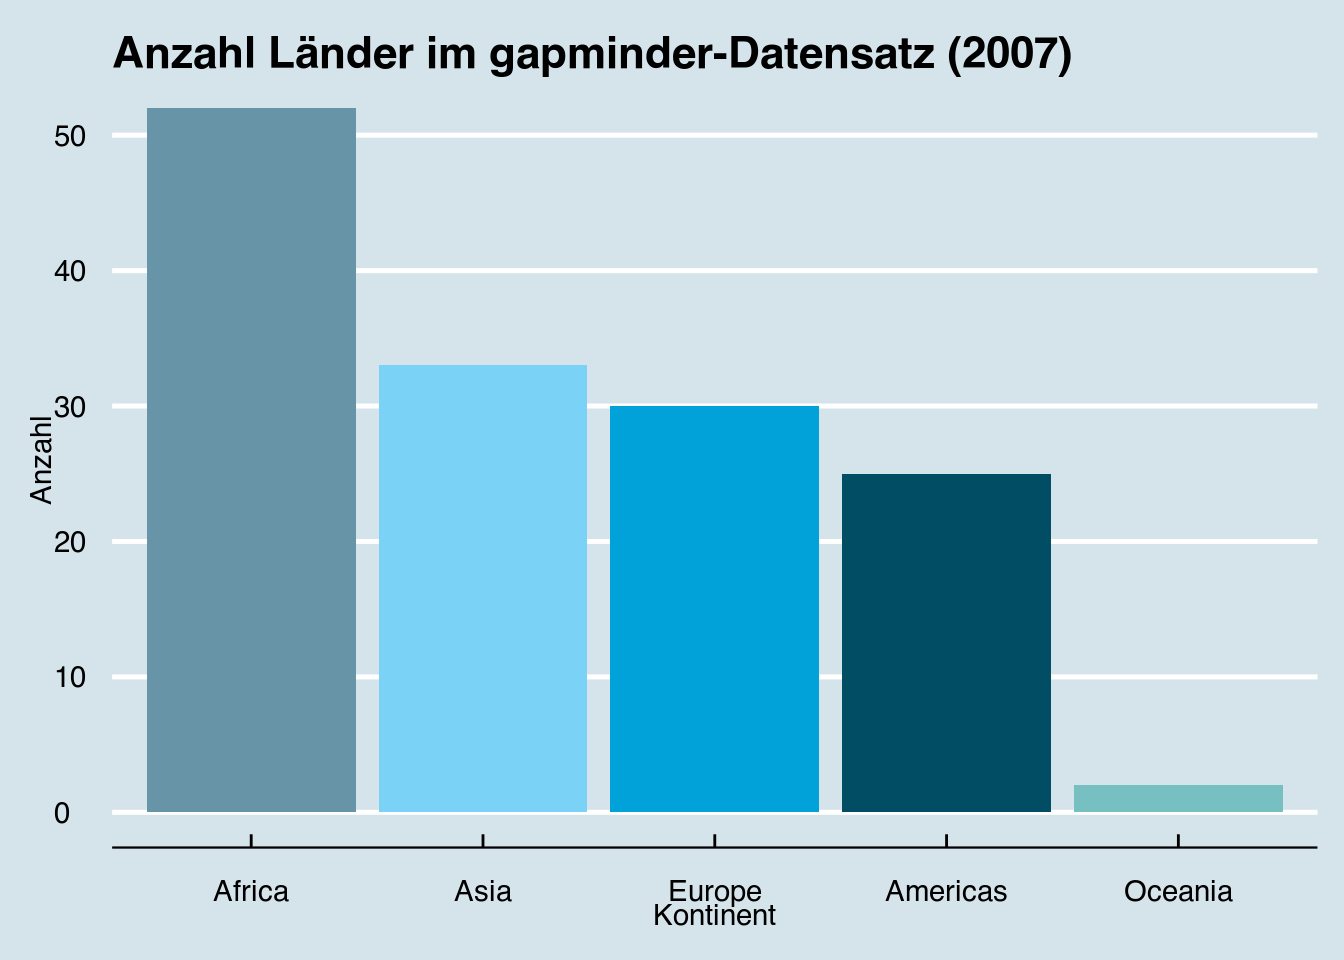 Anzahl Länder im gapminder-Datensatz (2007)
50
40
30
20
10
0
Anzahl
Africa Asia Europe Americas Oceania
Kontinent